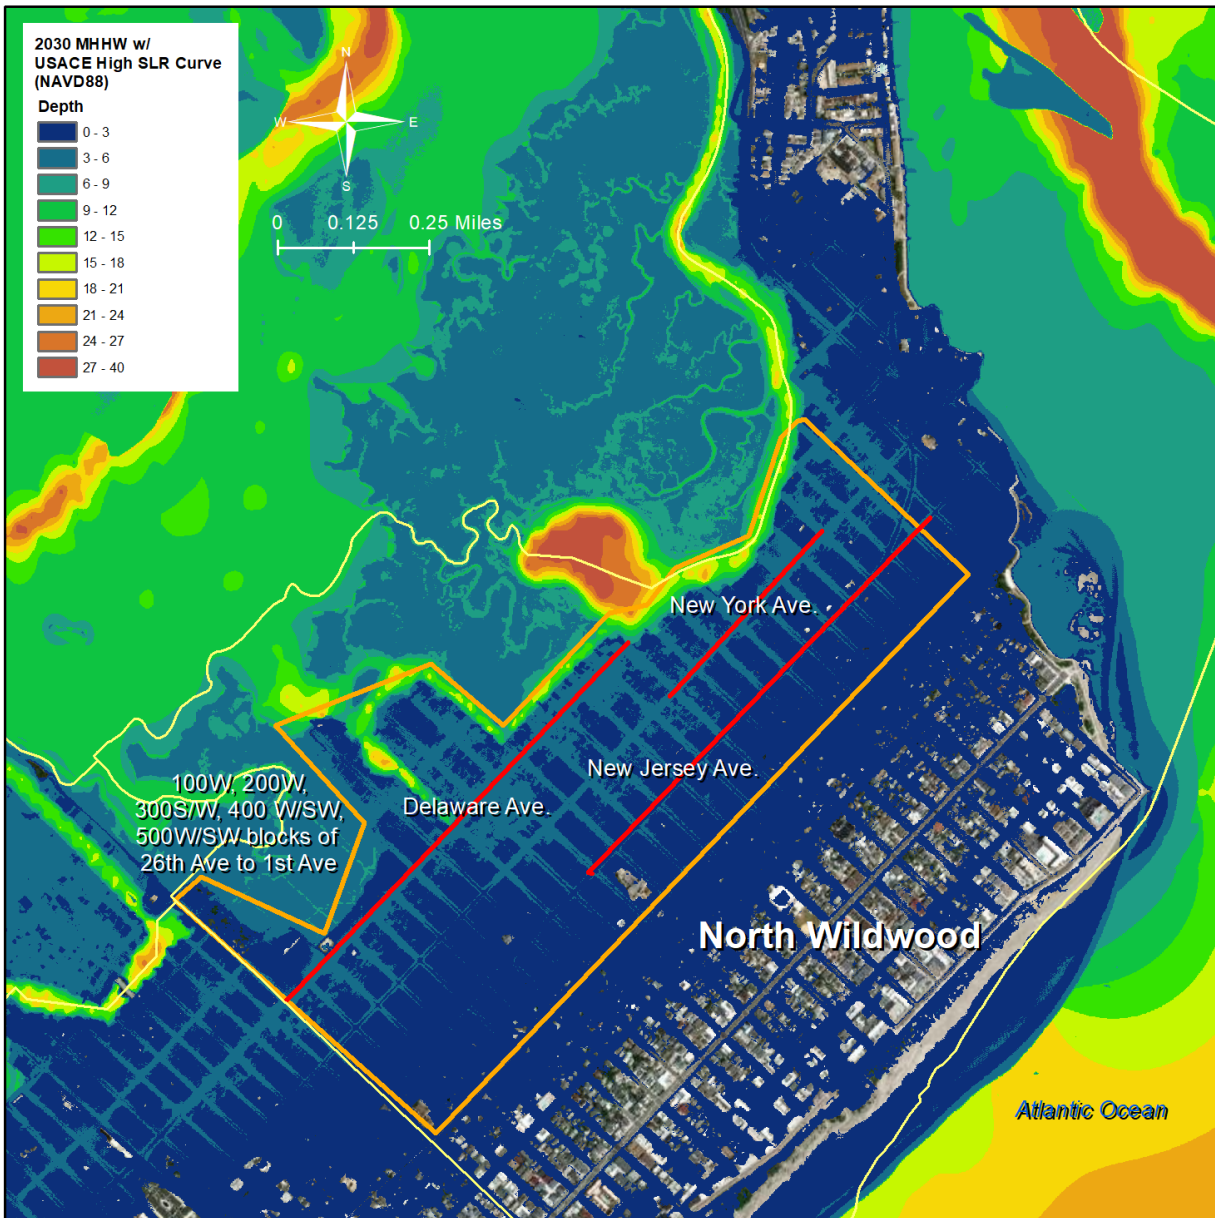 2030 MHHW w/
USACE High SLR Curve
(NAVD88)
Depth
0 - 3
3 - 6
6 - 9
9 - 12
12 - 15
15 - 18
18 - 21
21 - 24
24 - 27
27 - 40
N
W
E
S
0 0.125 0.25 Miles
New York Ave.
New Jersey Ave.
Delaware Ave.
100W, 200W,
300S/W, 400 W/SW,
500W/SW blocks of
26th Ave to 1st Ave
North Wildwood
Atlantic Ocean